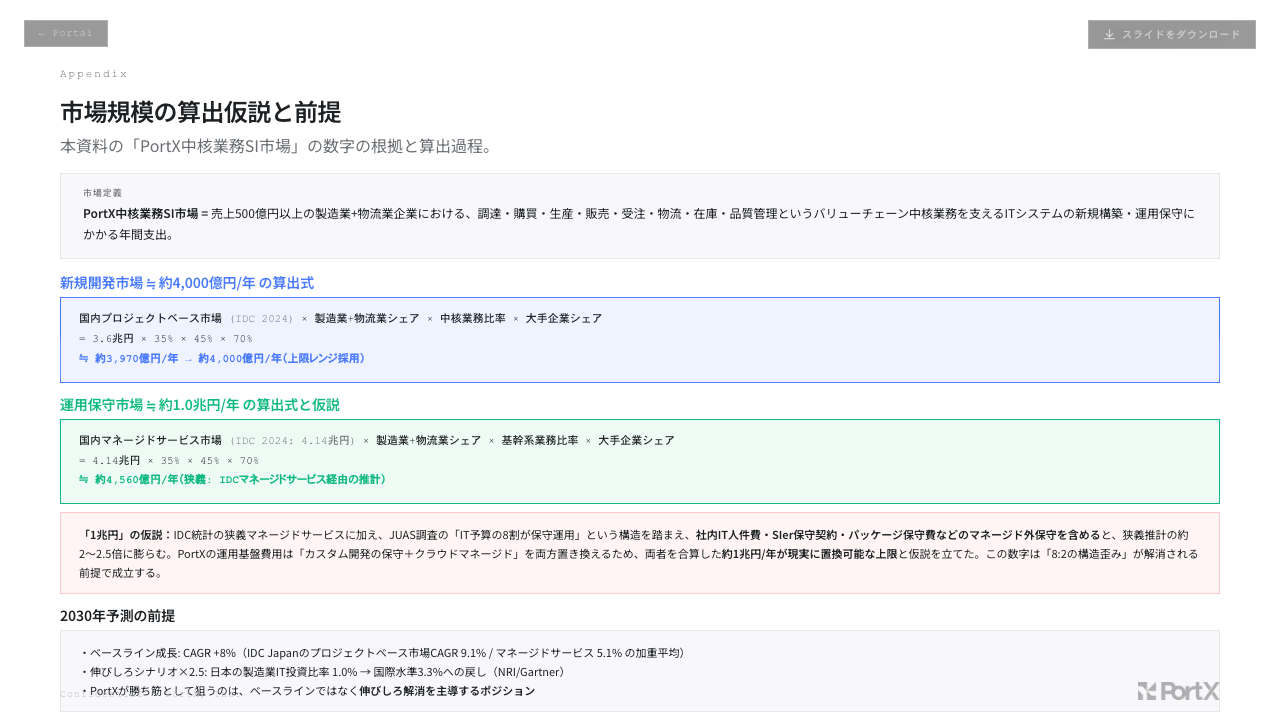 ← Portal
スライドをダウンロード
Appendix
市場規模の算出仮説と前提
本資料の「PortX中核業務SI市場」の数字の根拠と算出過程。
市場定義
PortX中核業務SI市場 = 売上500億円以上の製造業+物流業企業における、調達・購買・生産・販売・受注・物流・在庫・品質管理というバリューチェーン中核業務を支えるITシステムの新規構築・運用保守に
かかる年間支出。
新規開発市場 ≒ 約4,000億円/年 の算出式
国内プロジェクトベース市場 (IDC 2024) × 製造業+物流業シェア × 中核業務比率 × 大手企業シェア
= 3.6兆円 × 35% × 45% × 70%
≒ 約3,970億円/年 → 約4,000億円/年（上限レンジ採用）
運用保守市場 ≒ 約1.0兆円/年 の算出式と仮説
国内マネージドサービス市場 (IDC 2024: 4.14兆円) × 製造業+物流業シェア × 基幹系業務比率 × 大手企業シェア
= 4.14兆円 × 35% × 45% × 70%
≒ 約4,560億円/年（狭義: IDCマネージドサービス経由の推計）
「1兆円」の仮説：IDC統計の狭義マネージドサービスに加え、JUAS調査の「IT予算の8割が保守運用」という構造を踏まえ、社内IT人件費・SIer保守契約・パッケージ保守費などのマネージド外保守を含めると、狭義推計の約
2〜2.5倍に膨らむ。PortXの運用基盤費用は「カスタム開発の保守＋クラウドマネージド」を両方置き換えるため、両者を合算した約1兆円/年が現実に置換可能な上限と仮説を立てた。この数字は「8:2の構造歪み」が解消される
前提で成立する。
2030年予測の前提
・ベースライン成長: CAGR +8%（IDC Japanのプロジェクトベース市場CAGR 9.1% / マネージドサービス 5.1% の加重平均）
・伸びしろシナリオ×2.5: 日本の製造業IT投資比率 1.0% → 国際水準3.3%への戻し（NRI/Gartner）
・PortXが勝ち筋として狙うのは、ベースラインではなく伸びしろ解消を主導するポジション
PortX